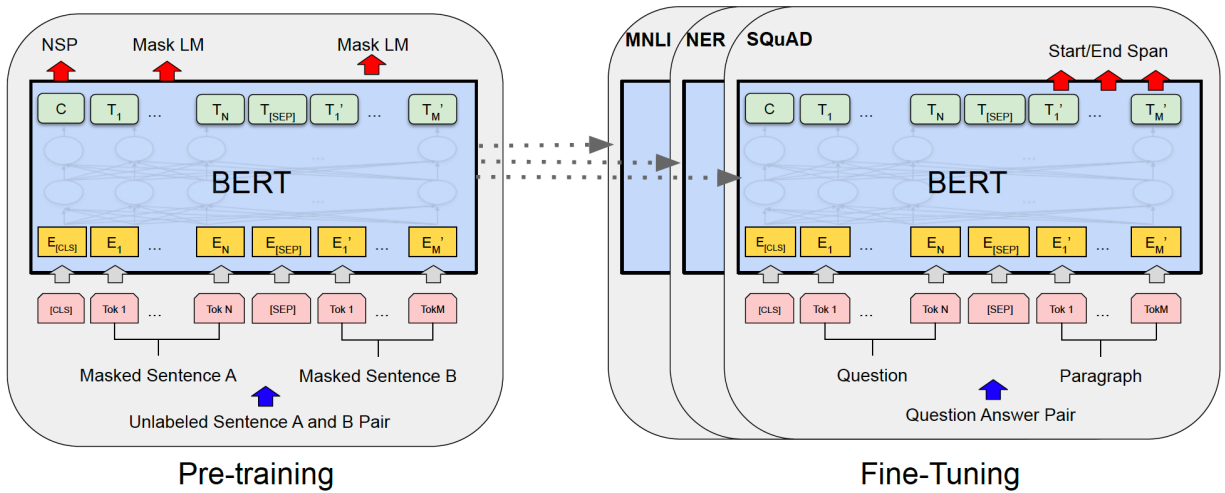 NSP Mask LM Mask LM
C T1 ... TN T[SEP] T1' ... TM'
...
BERT
...
E[CLS] E1 ... EN E[SEP] E1' ... EM'
[CLS] Tok 1 ... Tok N [SEP] Tok 1 ... TokM
Masked Sentence A Masked Sentence B
Unlabeled Sentence A and B Pair
Pre-training
MNLI NER SQuAD
Start/End Span
C T1 ... TN T[SEP] T1' ... TM'
...
BERT
...
E[CLS] E1 ... EN E[SEP] E1' ... EM'
[CLS] Tok 1 ... Tok N [SEP] Tok 1 ... TokM
Question Paragraph
Question Answer Pair
Fine-Tuning